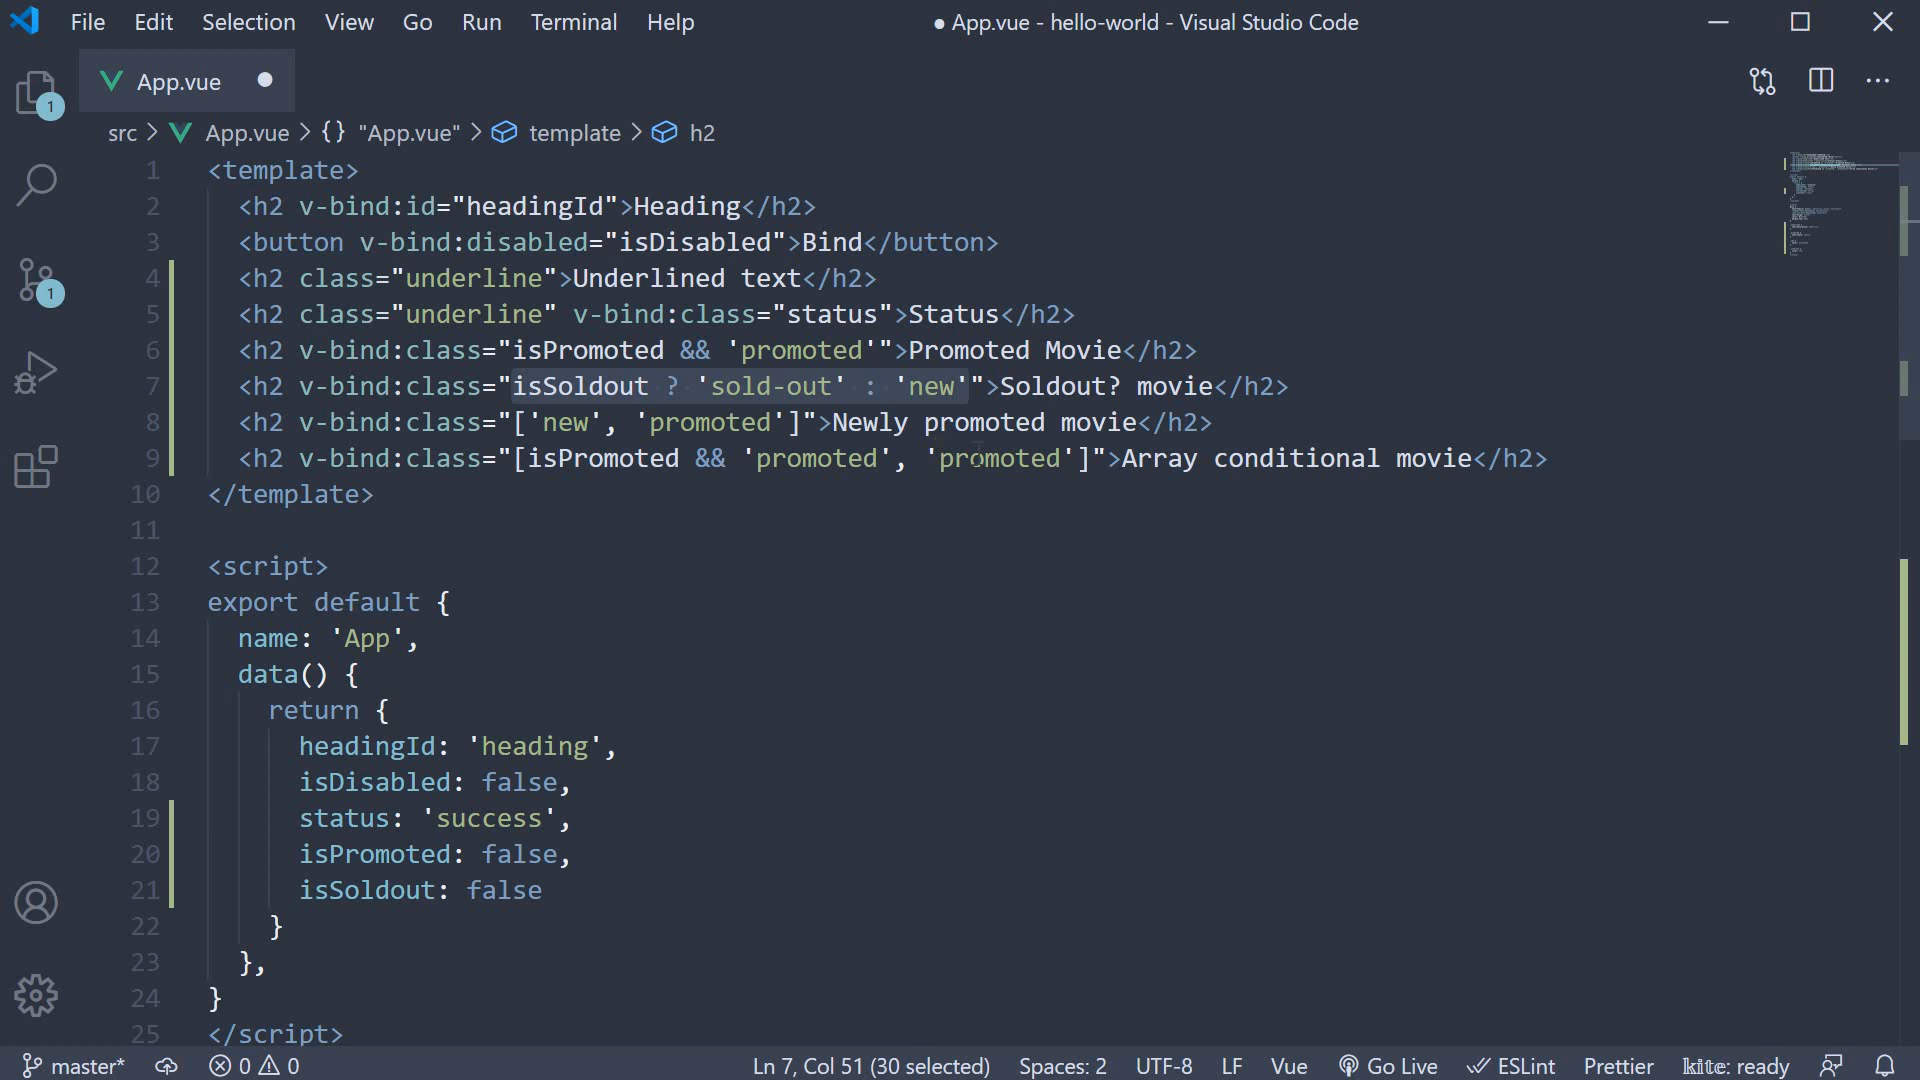 File Edit Selection View Go Run Terminal Help ● App.vue - hello-world - Visual Studio Code
App.vue
src > App.vue > {} "App.vue" > template > h2
1 <template>
2 <h2 v-bind:id="headingId">Heading</h2>
3 <button v-bind:disabled="isDisabled">Bind</button>
4 <h2 class="underline">Underlined text</h2>
5 <h2 class="underline" v-bind:class="status">Status</h2>
6 <h2 v-bind:class="isPromoted && 'promoted'">Promoted Movie</h2>
7 <h2 v-bind:class="isSoldout ? 'sold-out' : 'new'">Soldout? movie</h2>
8 <h2 v-bind:class="['new', 'promoted']">Newly promoted movie</h2>
9 <h2 v-bind:class="[isPromoted && 'promoted', 'promoted']">Array conditional movie</h2>
10 </template>
11
12 <script>
13 export default {
14 name: 'App',
15 data() {
16 return {
17 headingId: 'heading',
18 isDisabled: false,
19 status: 'success',
20 isPromoted: false,
21 isSoldout: false
22 }
23 },
24 }
25 </script>
1
1
master* 0 0 Ln 7, Col 51 (30 selected) Spaces: 2 UTF-8 LF Vue Go Live ESLint Prettier kite: ready